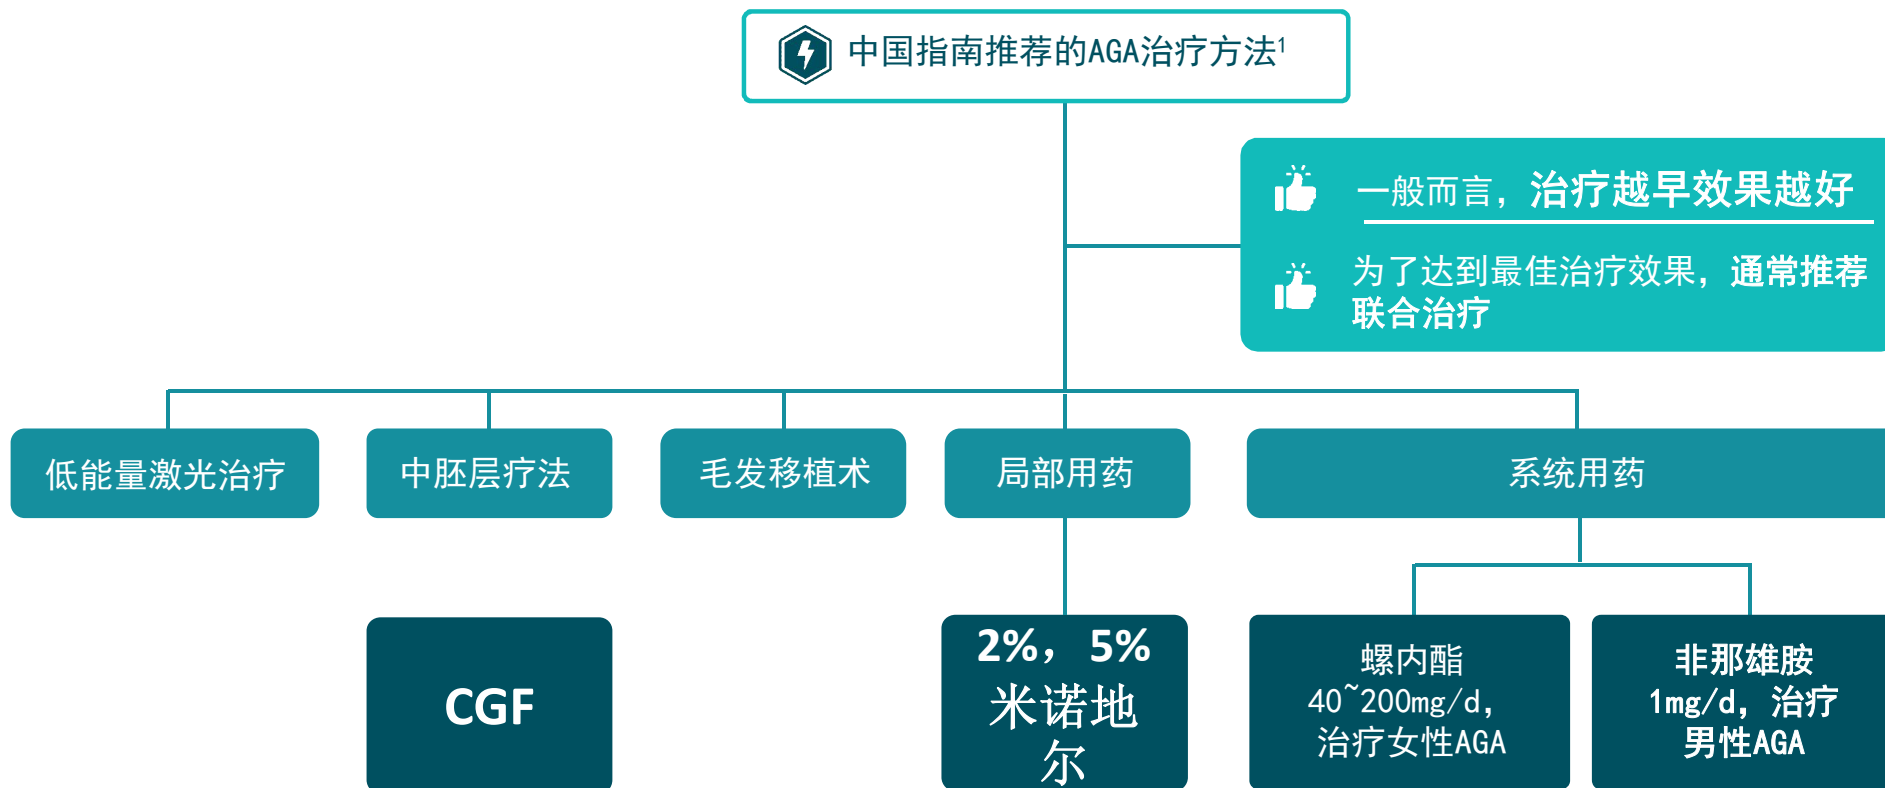 中国指南推荐的AGA治疗方法1
一般而言，治疗越早效果越好
为了达到最佳治疗效果，通常推荐
联合治疗
低能量激光治疗
中胚层疗法
毛发移植术
局部用药
系统用药
CGF
2%，5%
米诺地
尔
螺内酯
40~200mg/d，
治疗女性AGA
非那雄胺
1mg/d，治疗
男性AGA